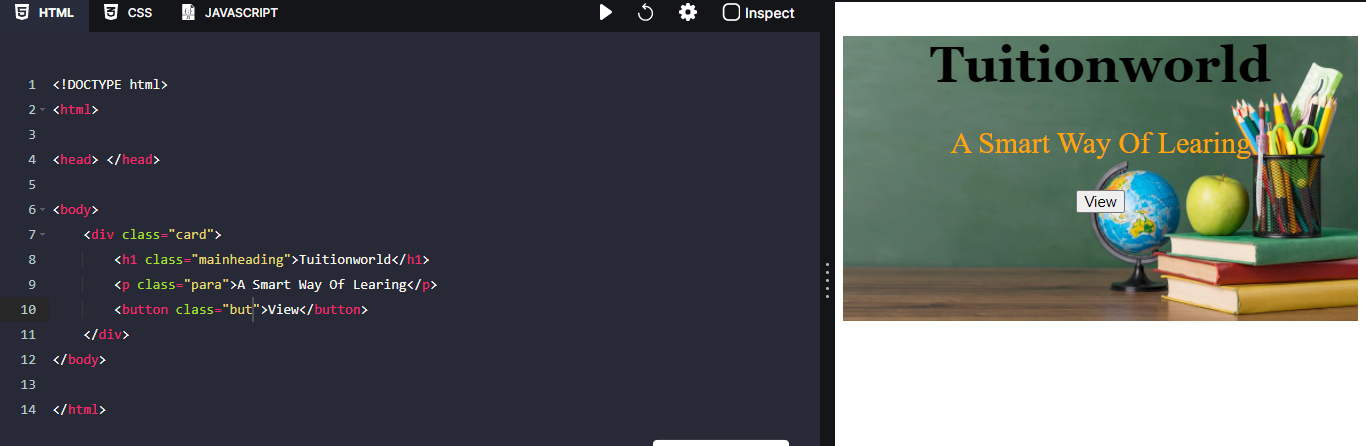 HTML CSS JAVASCRIPT Inspect
1 <!DOCTYPE html>
2 <html>
3
4 <head> </head>
5
6 <body>
7 <div class="card">
8 <h1 class="mainheading">Tuitionworld</h1>
9 <p class="para">A Smart Way Of Learing</p>
10 <button class="but">View</button>
11 </div>
12 </body>
13
14 </html>
Tuitionworld
A Smart Way Of Learing
View